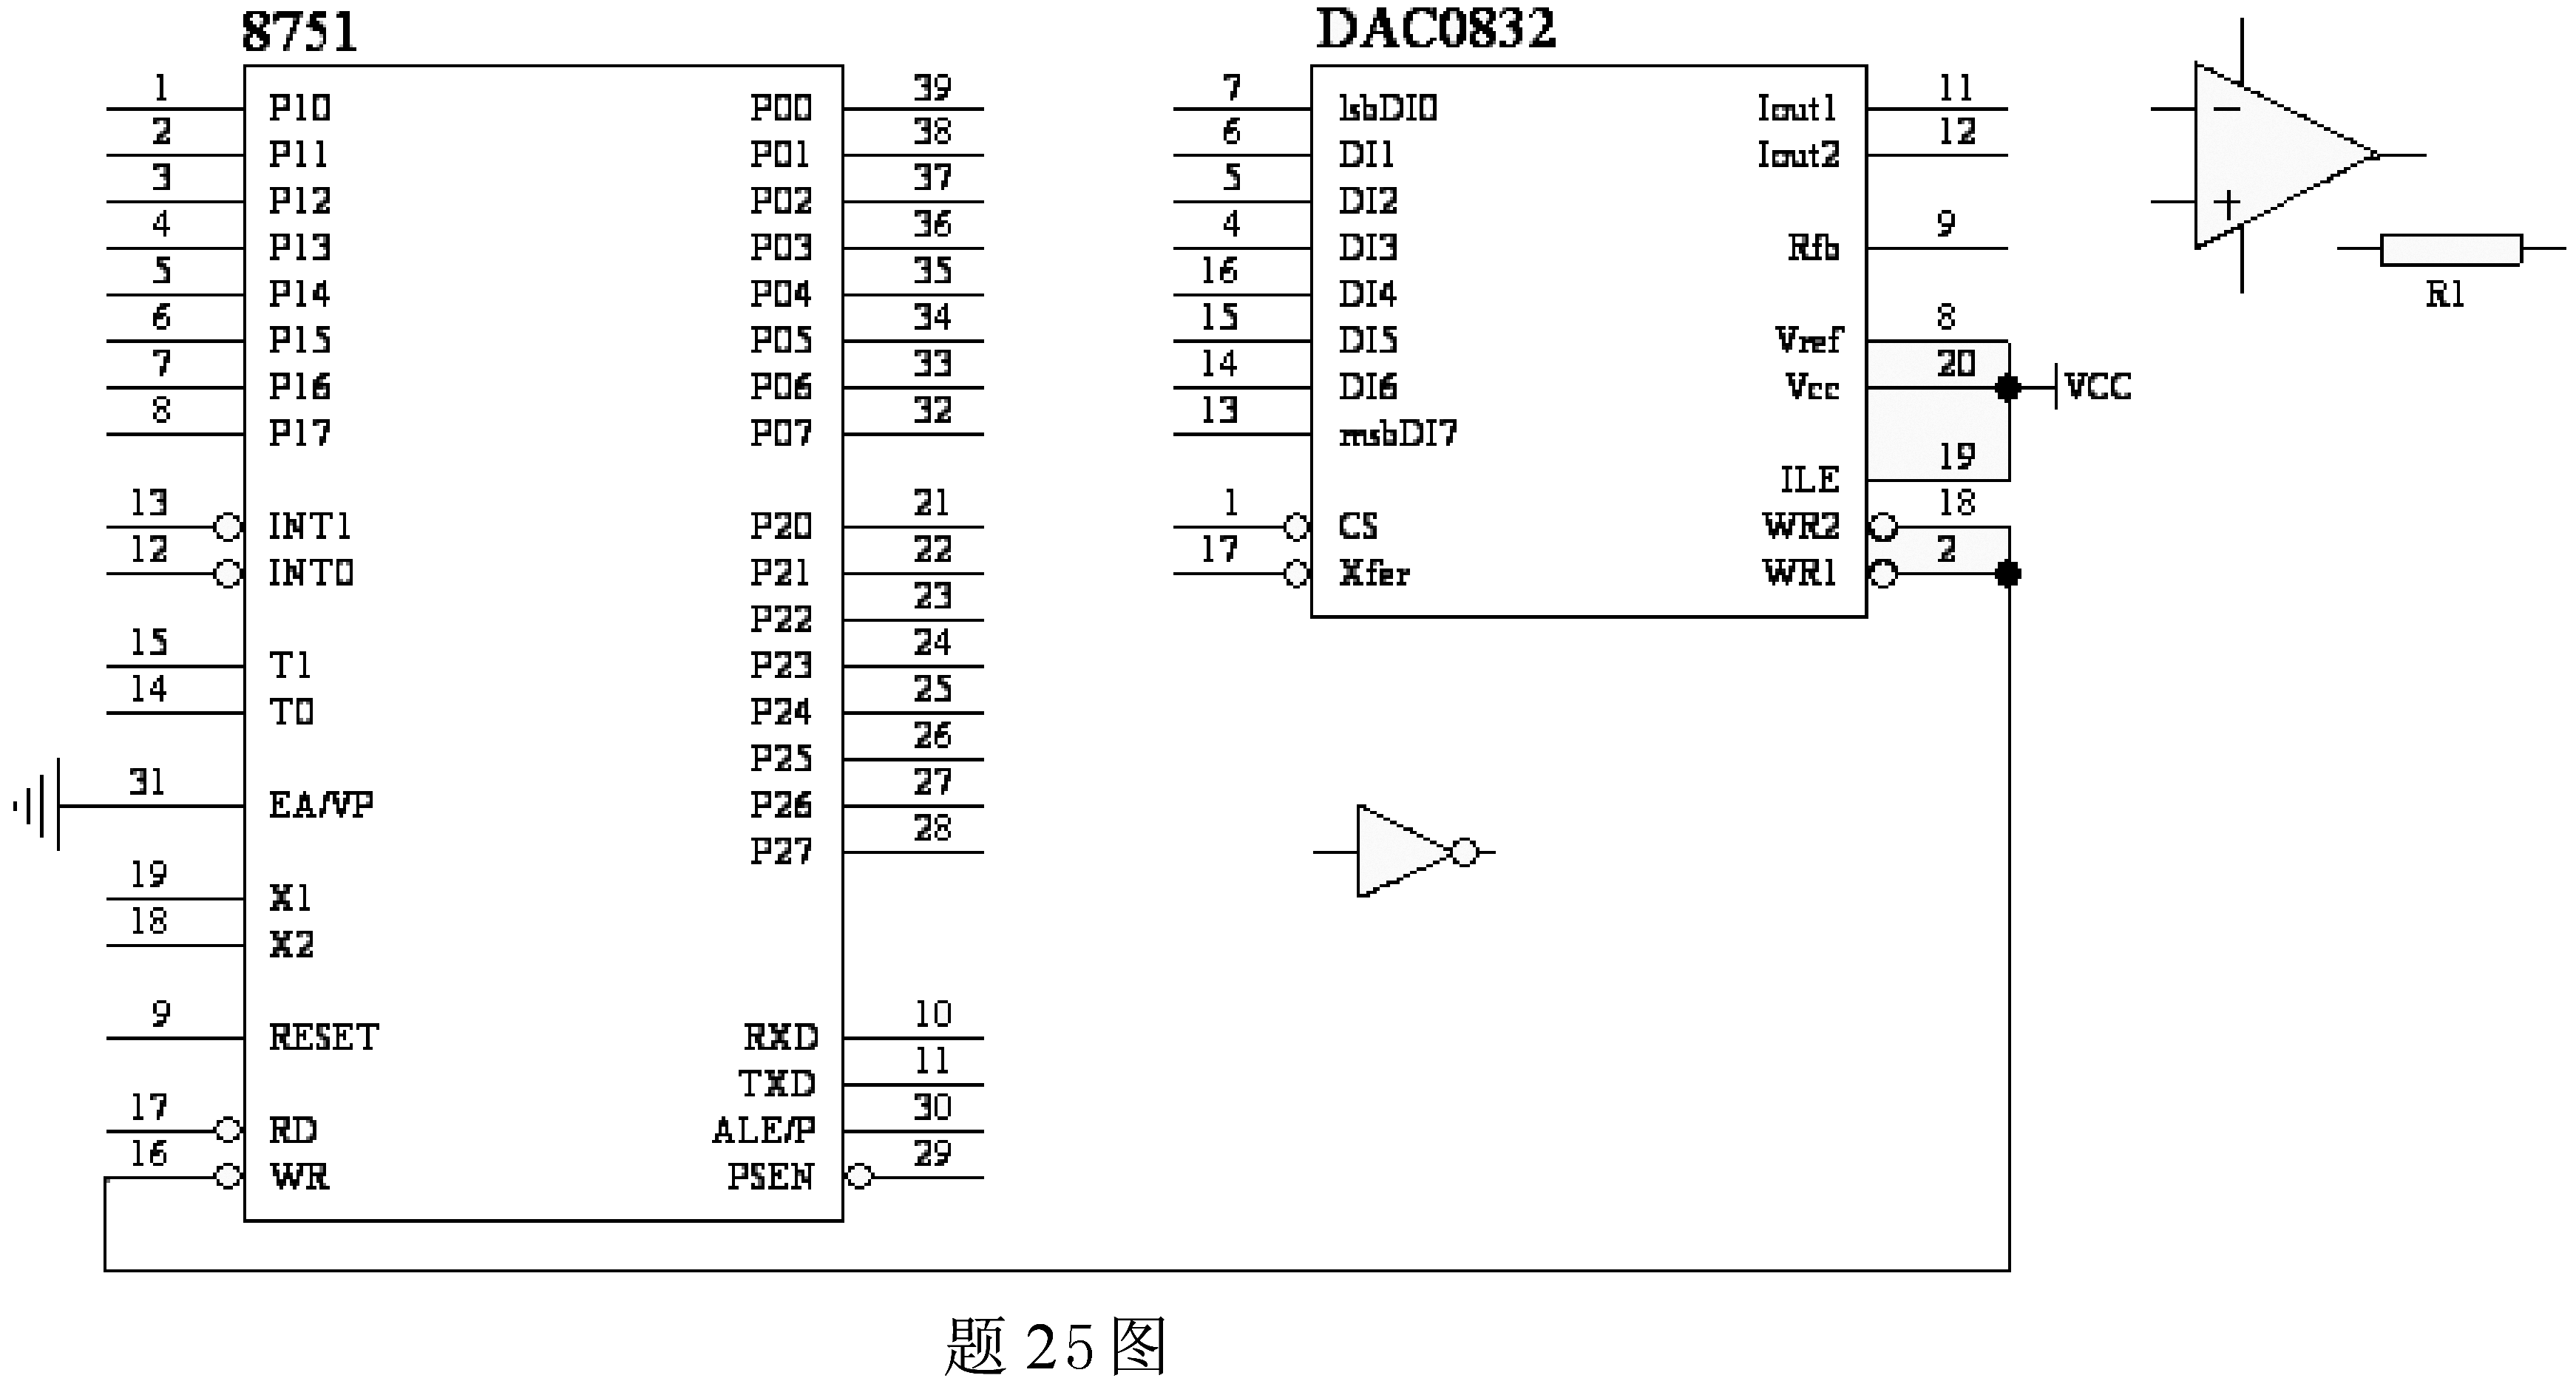 8751
1 P10
2 P11
3 P12
4 P13
5 P14
6 P15
7 P16
8 P17
13 INT1
12 INT0
15 T1
14 T0
31 EA/VP
19 X1
18 X2
9 RESET
17 RD
16 WR
P00 39
P01 38
P02 37
P03 36
P04 35
P05 34
P06 33
P07 32
P20 21
P21 22
P22 23
P23 24
P24 25
P25 26
P26 27
P27 28
RXD 10
TXD 11
ALE/P 30
PSEN 29
DAC0832
7 lsbDI0
6 DI1
5 DI2
4 DI3
16 DI4
15 DI5
14 DI6
13 msbDI7
1 CS
17 Xfer
Iout1 11
Iout2 12
Rfb 9
Vref 8
Vcc 20
VCC
ILE 19
WR2 18
WR1 2
−
+
R1
题25图